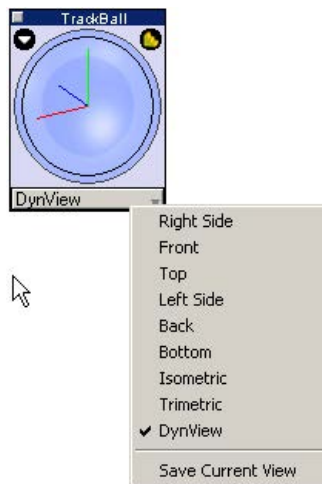 TrackBall
DynView
Right Side
Front
Top
Left Side
Back
Bottom
Isometric
Trimetric
DynView
Save Current View